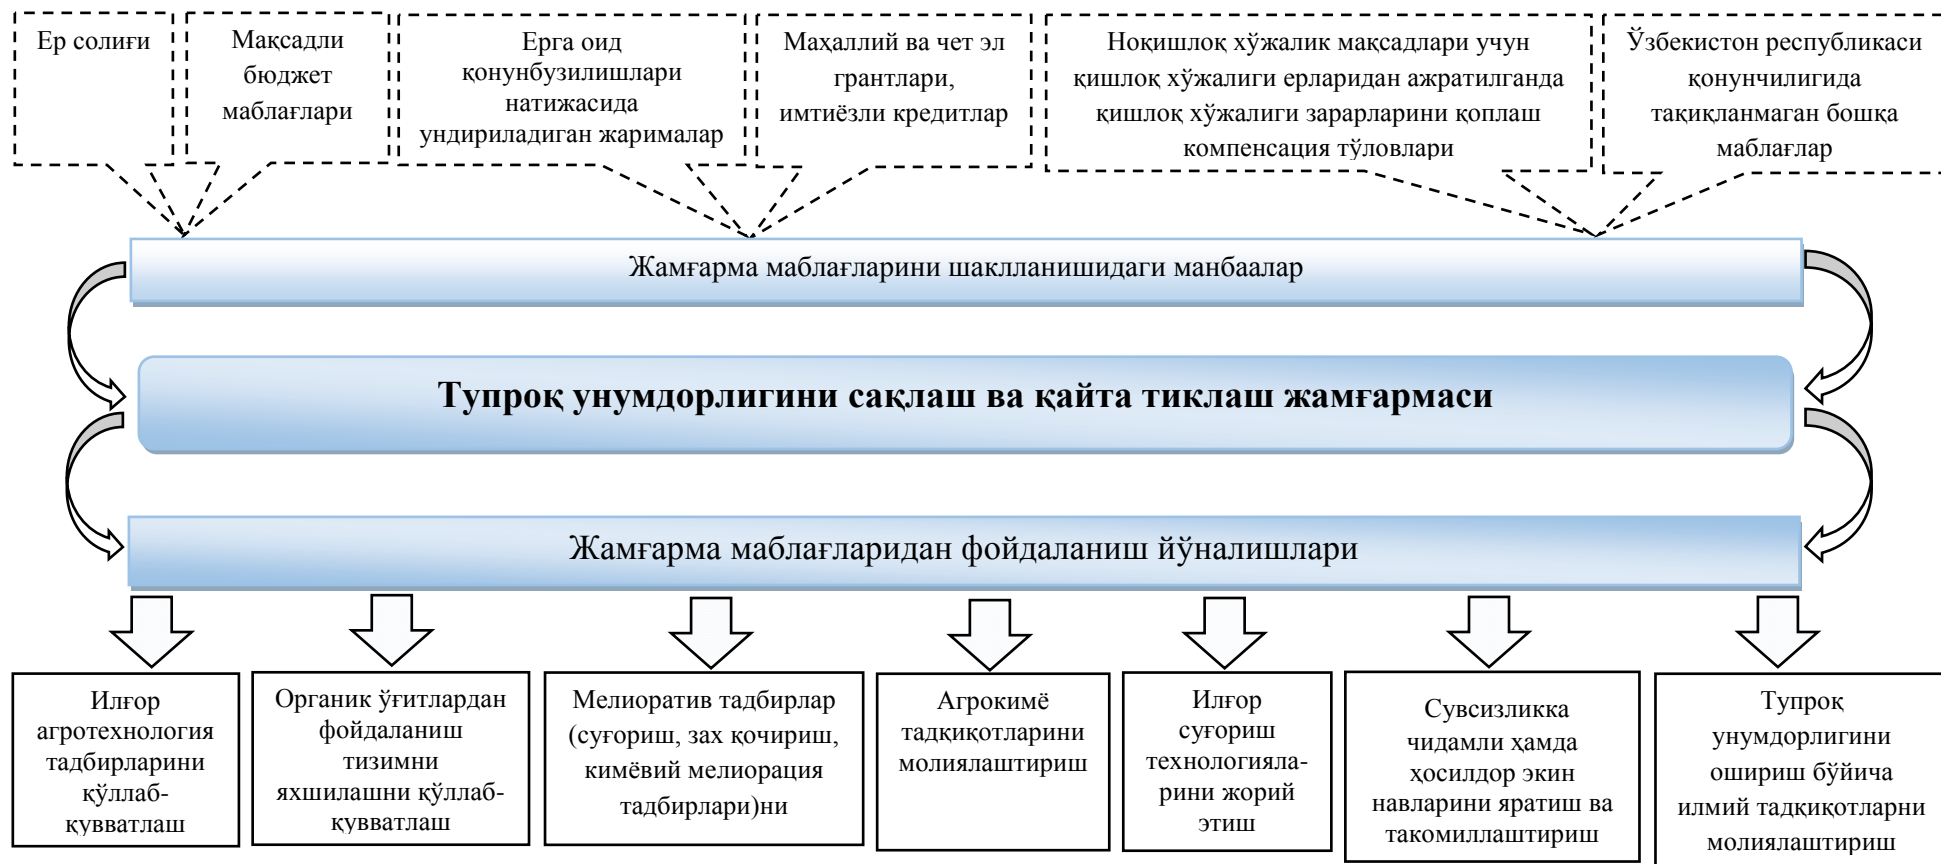 Ер солиғи
Мақсадли
бюджет
маблағлари
Ерга оид
қонунбузилишлари
натижасида
ундириладиган жарималар
Маҳаллий ва чет эл
грантлари,
имтиёзли кредитлар
Ноқишлоқ хўжалик мақсадлари учун
қишлоқ хўжалиги ерларидан ажратилганда
қишлоқ хўжалиги зарарларини қоплаш
компенсация тўловлари
Ўзбекистон республикаси
қонунчилигида
тақиқланмаган бошқа
маблағлар
Жамғарма маблағларини шаклланишидаги манбаалар
Тупроқ унумдорлигини сақлаш ва қайта тиклаш жамғармаси
Жамғарма маблағларидан фойдаланиш йўналишлари
Илғор
агротехнология
тадбирларини
қўллаб-
қувватлаш
Органик ўғитлардан
фойдаланиш
тизимни
яхшилашни қўллаб-
қувватлаш
Мелиоратив тадбирлар
(суғориш, зах қочириш,
кимёвий мелиорация
тадбирлари)ни
Агрокимё
тадқиқотларини
молиялаштириш
Илғор
суғориш
технологияла-
рини жорий
этиш
Сувсизликка
чидамли ҳамда
ҳосилдор экин
навларини яратиш ва
такомиллаштириш
Тупроқ
унумдорлигини
ошириш бўйича
илмий тадқиқотларни
молиялаштириш